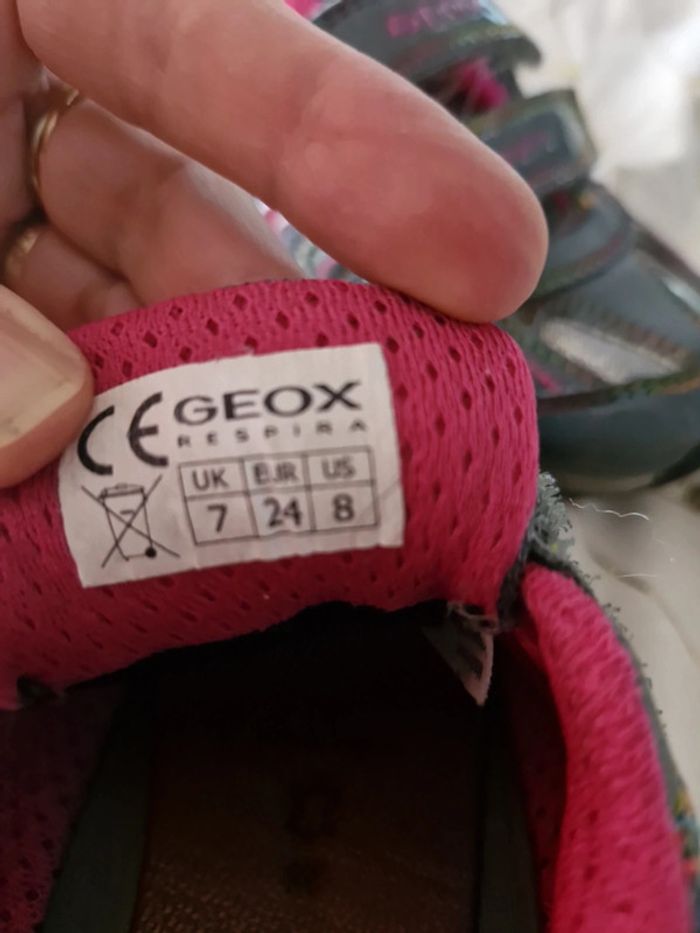 CE GEOX
RESPIRA
UK EUR US
7 24 8